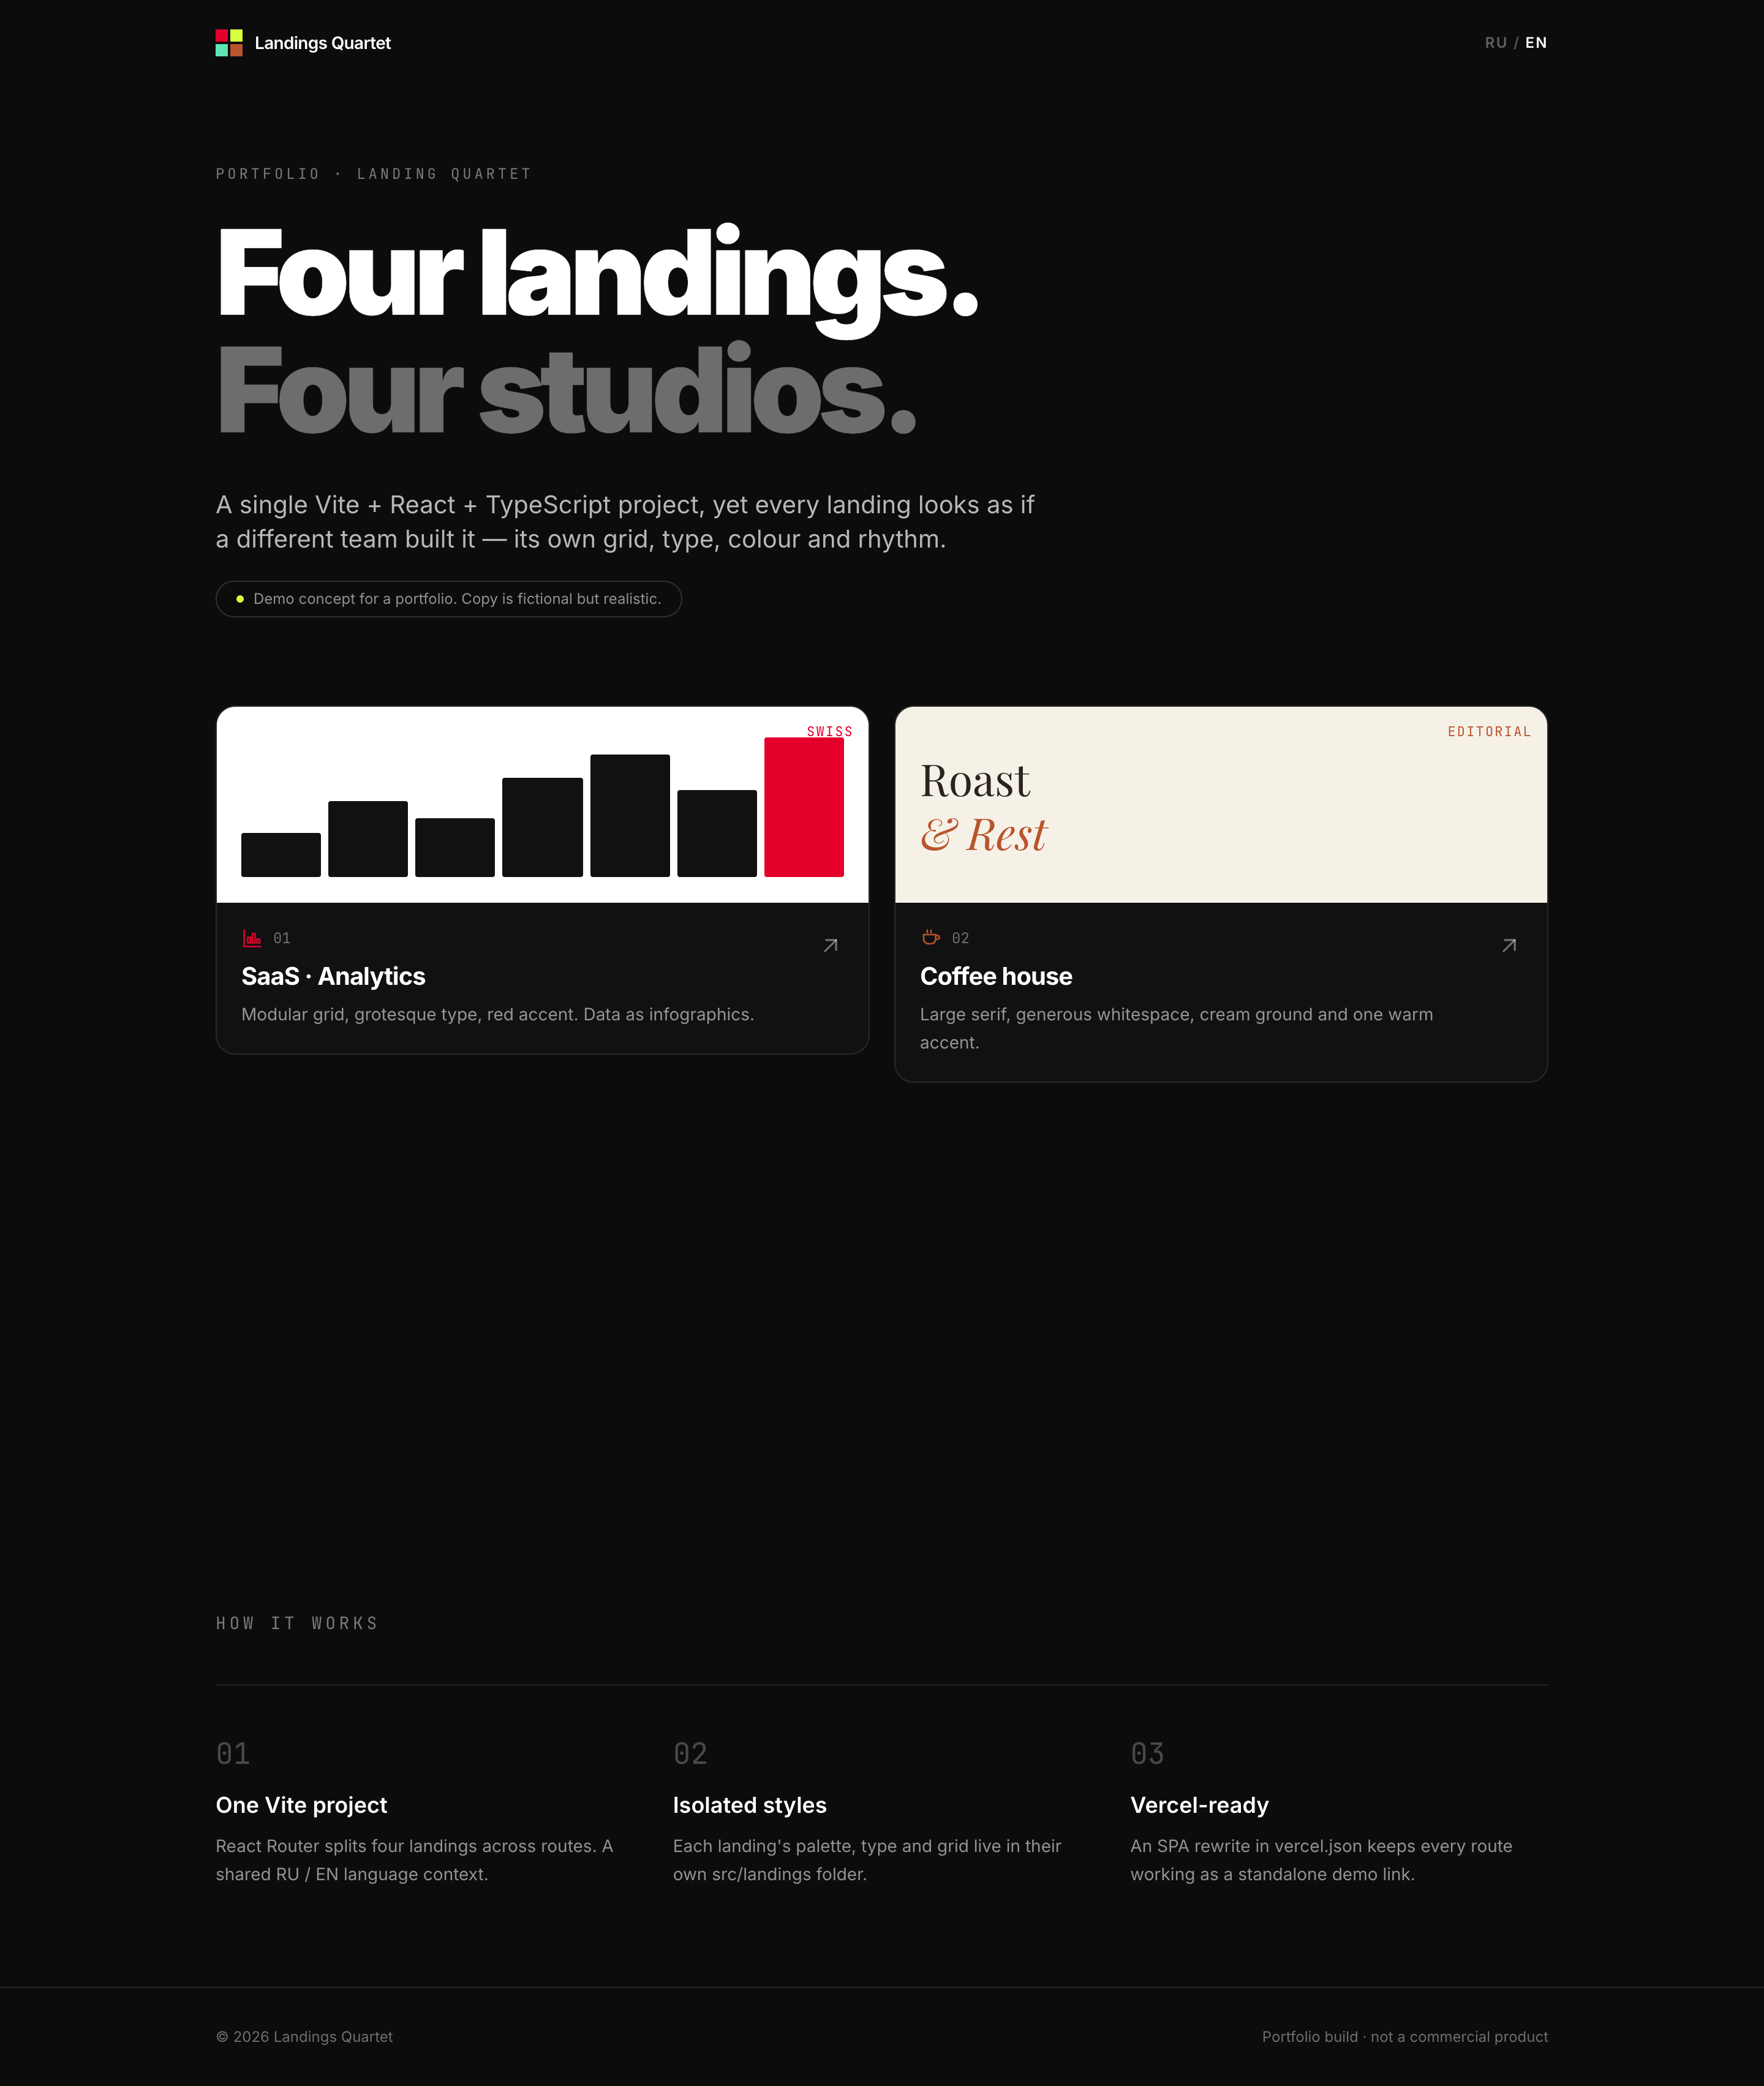 Landings Quartet
RU / EN
PORTFOLIO · LANDING QUARTET
Four landings.
Four studios.
A single Vite + React + TypeScript project, yet every landing looks as if
a different team built it — its own grid, type, colour and rhythm.
Demo concept for a portfolio. Copy is fictional but realistic.
SWISS
01
SaaS · Analytics
Modular grid, grotesque type, red accent. Data as infographics.
EDITORIAL
Roast
& Rest
02
Coffee house
Large serif, generous whitespace, cream ground and one warm
accent.
HOW IT WORKS
01
One Vite project
React Router splits four landings across routes. A
shared RU / EN language context.
02
Isolated styles
Each landing's palette, type and grid live in their
own src/landings folder.
03
Vercel-ready
An SPA rewrite in vercel.json keeps every route
working as a standalone demo link.
© 2026 Landings Quartet
Portfolio build · not a commercial product